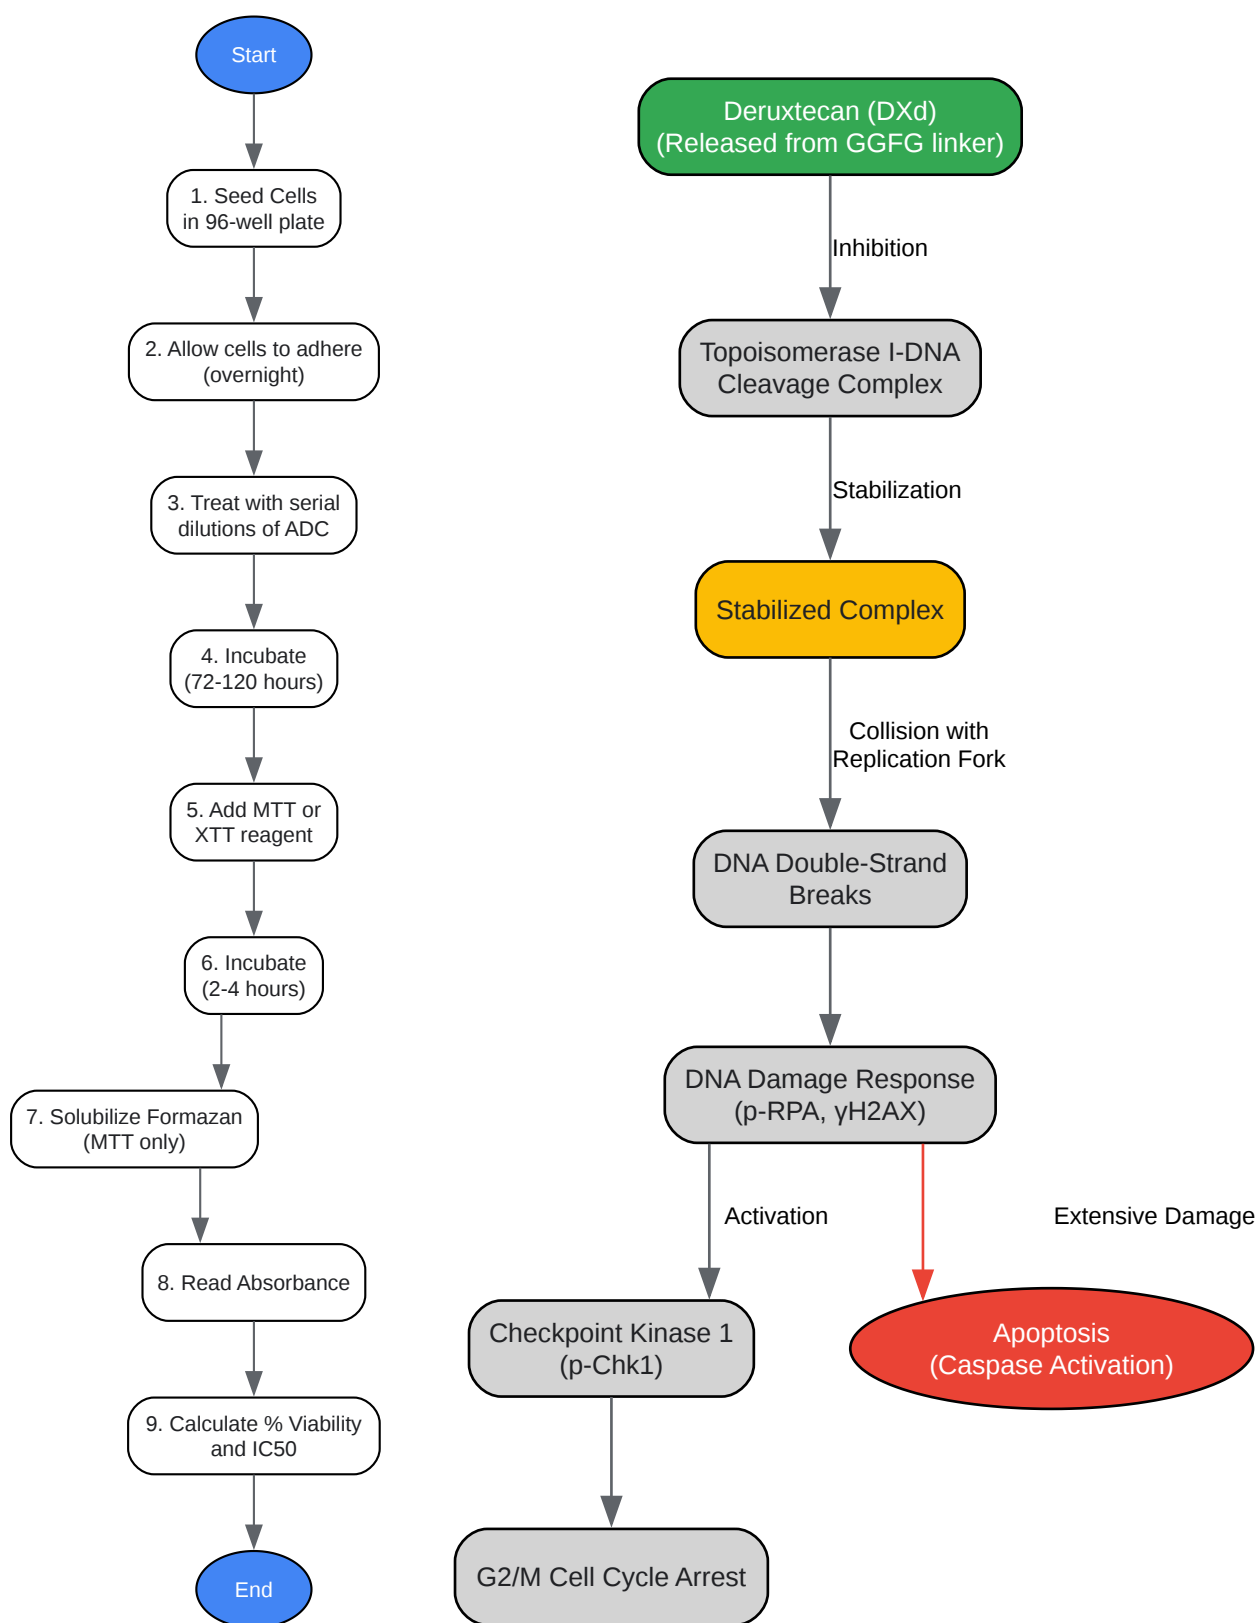 Start
1. Seed Cells
in 96-well plate
2. Allow cells to adhere
(overnight)
3. Treat with serial
dilutions of ADC
4. Incubate
(72-120 hours)
5. Add MTT or
XTT reagent
6. Incubate
(2-4 hours)
7. Solubilize Formazan
(MTT only)
8. Read Absorbance
9. Calculate % Viability
and IC50
End
Deruxtecan (DXd)
(Released from GGFG linker)
Inhibition
Topoisomerase I-DNA
Cleavage Complex
Stabilization
Stabilized Complex
Collision with
Replication Fork
DNA Double-Strand
Breaks
DNA Damage Response
(p-RPA, γH2AX)
Activation
Extensive Damage
Checkpoint Kinase 1
(p-Chk1)
Apoptosis
(Caspase Activation)
G2/M Cell Cycle Arrest